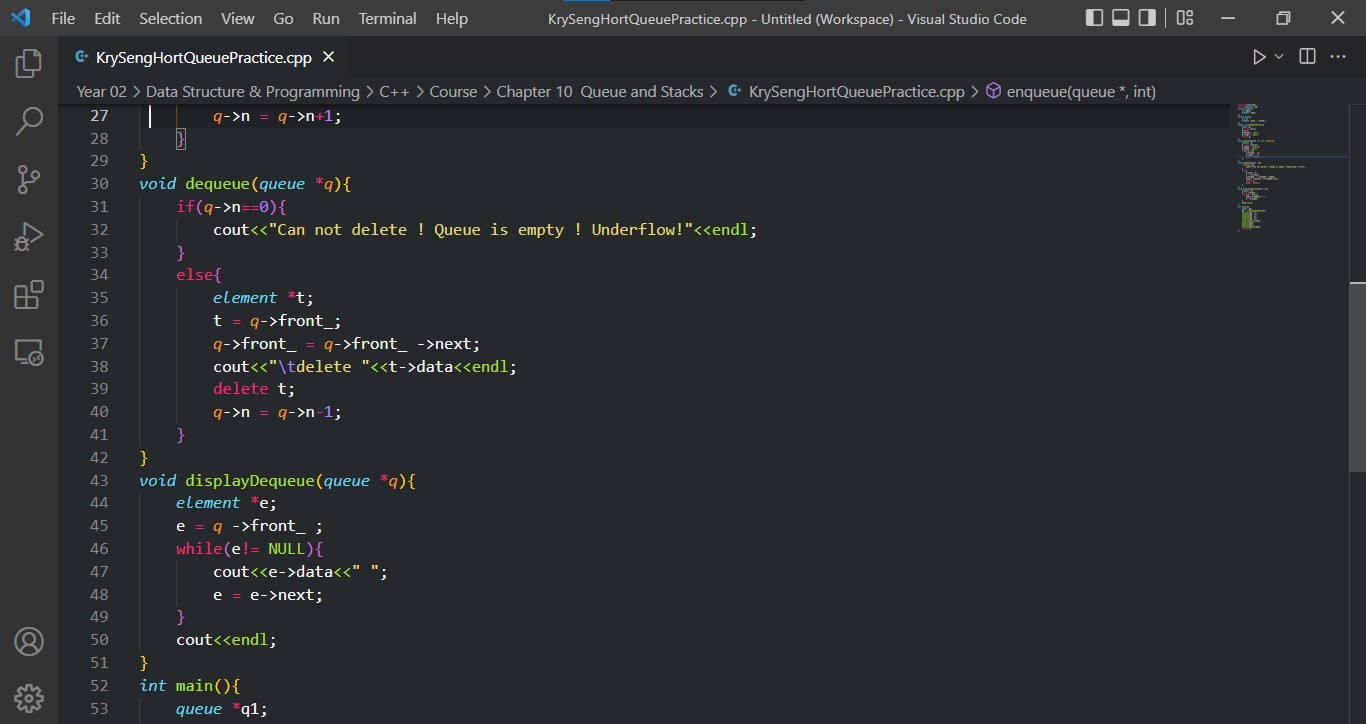 File Edit Selection View Go Run Terminal Help KrySengHortQueuePractice.cpp - Untitled (Workspace) - Visual Studio Code
KrySengHortQueuePractice.cpp
Year 02 > Data Structure & Programming > C++ > Course > Chapter 10 Queue and Stacks > KrySengHortQueuePractice.cpp > enqueue(queue *, int)
27 q->n = q->n+1;
28 }
29 }
30 void dequeue(queue *q){
31 if(q->n==0){
32 cout<<"Can not delete ! Queue is empty ! Underflow!"<<endl;
33 }
34 else{
35 element *t;
36 t = q->front_;
37 q->front_ = q->front_ ->next;
38 cout<<"\tdelete "<<t->data<<endl;
39 delete t;
40 q->n = q->n-1;
41 }
42 }
43 void displayDequeue(queue *q){
44 element *e;
45 e = q ->front_ ;
46 while(e!= NULL){
47 cout<<e->data<<" ";
48 e = e->next;
49 }
50 cout<<endl;
51 }
52 int main(){
53 queue *q1;